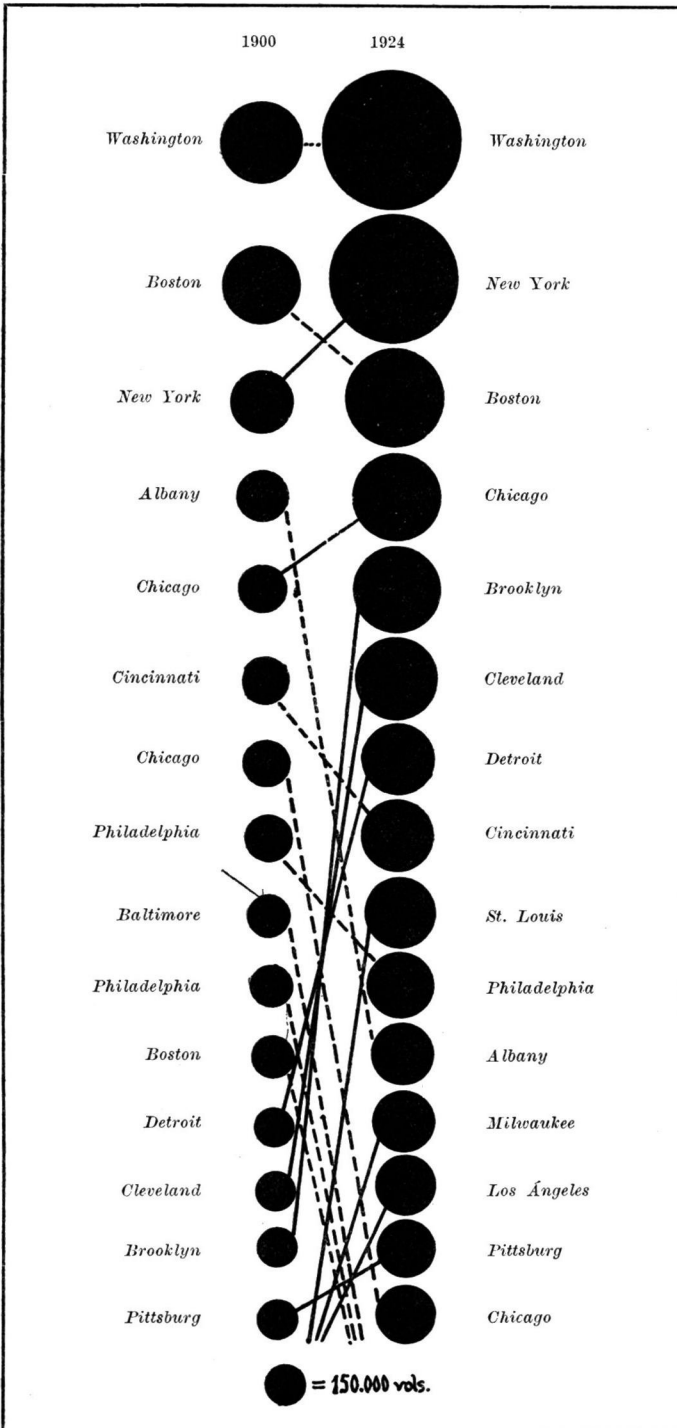 1900 1924
Washington Washington
Boston New York
New York Boston
Albany Chicago
Chicago Brooklyn
Cincinnati Cleveland
Chicago Detroit
Philadelphia Cincinnati
Baltimore St. Louis
Philadelphia Philadelphia
Boston Albany
Detroit Milwaukee
Cleveland Los Ángeles
Brooklyn Pittsburg
Pittsburg Chicago
= 150.000 vols.